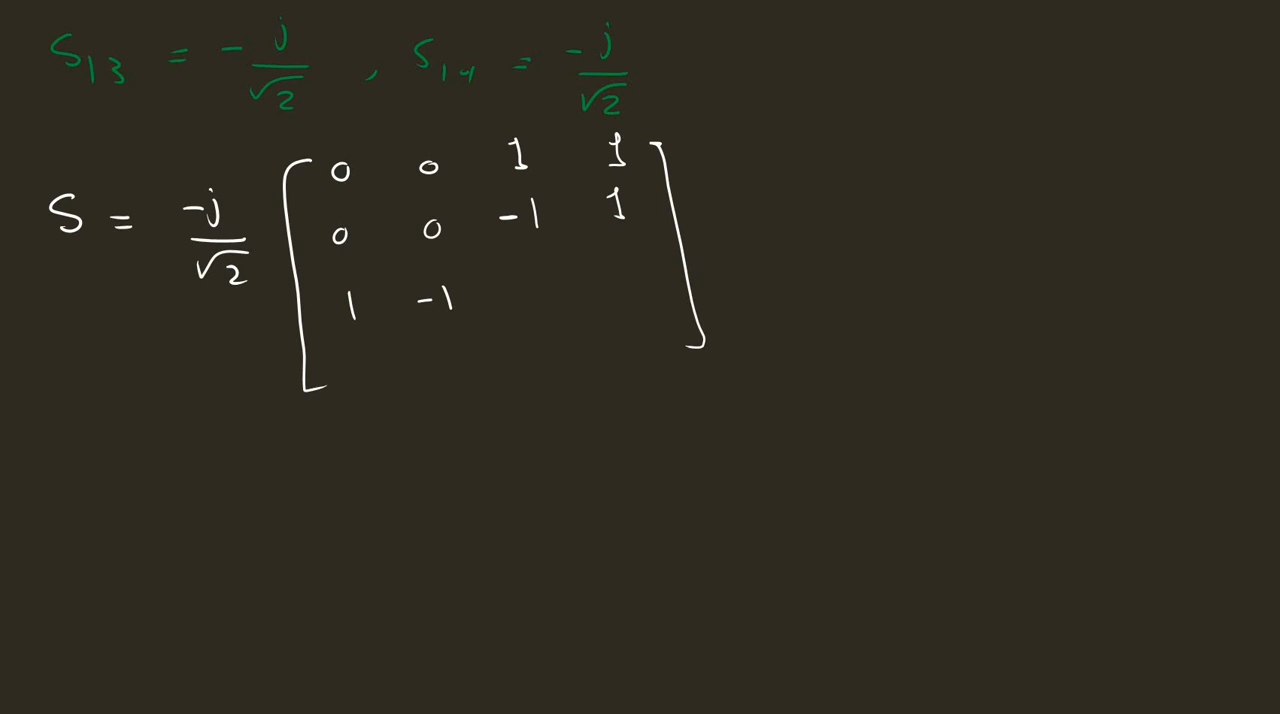 S₁₃ = - j/√2 , S₁₄ = -j/√2
S = -j/√2 [ 0 0 1 1
0 0 -1 1
1 -1 ]